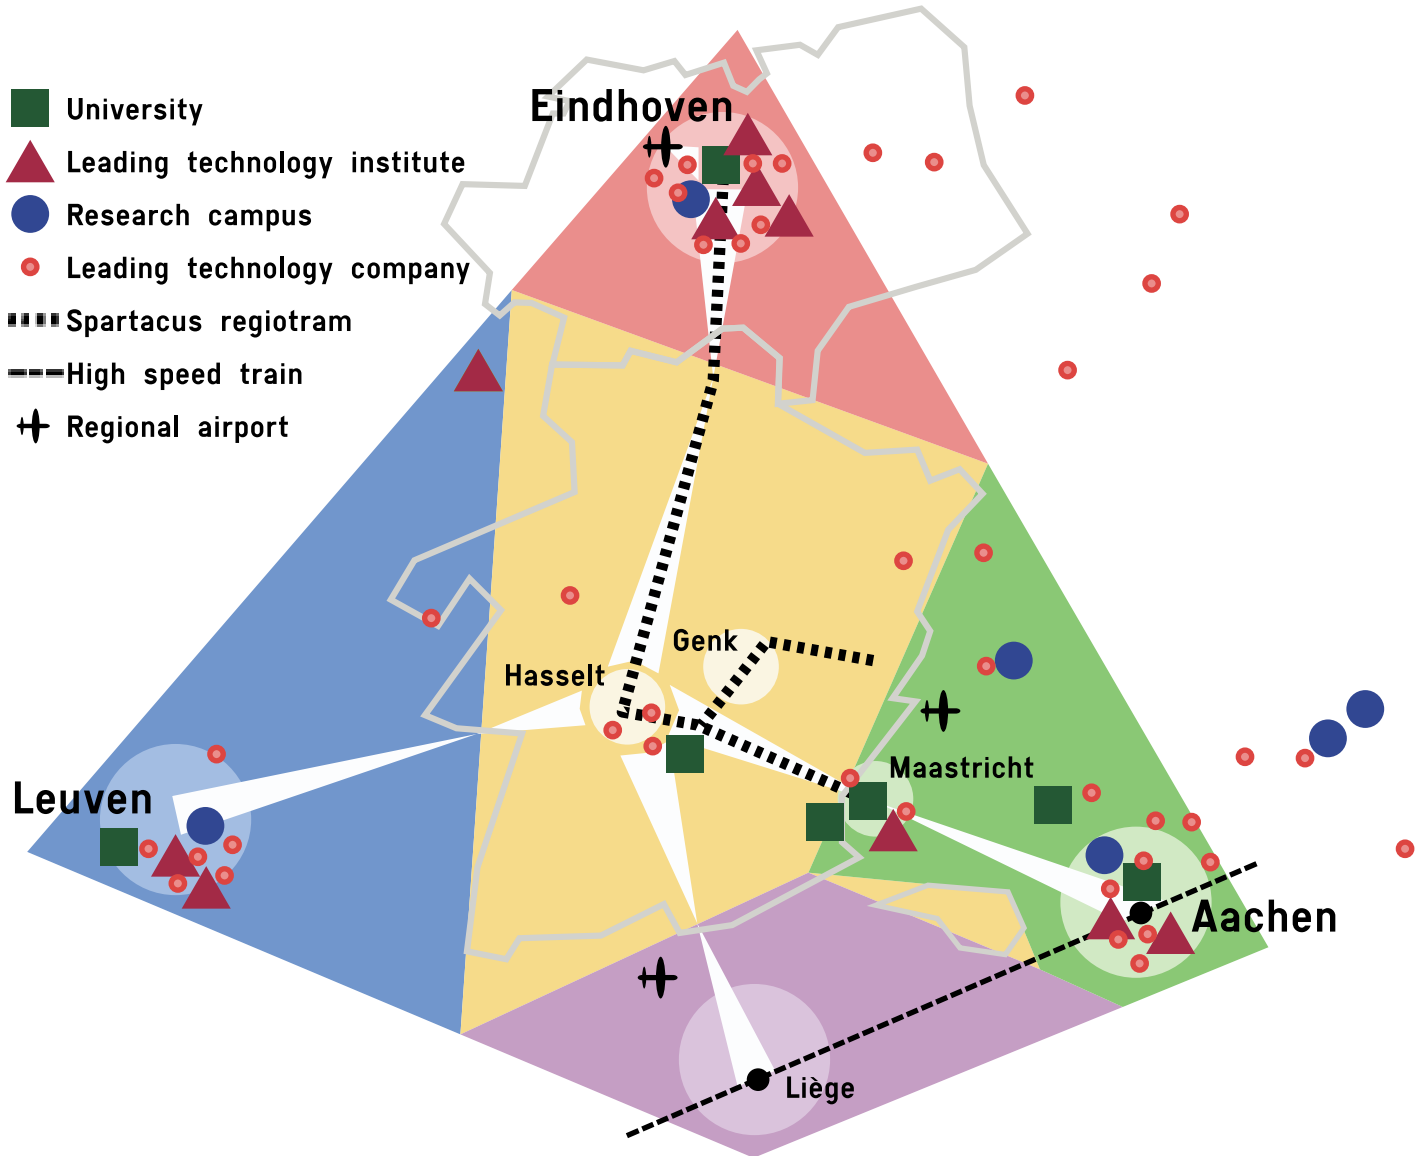 Eindhoven
University
Leading technology institute
Research campus
Leading technology company
Spartacus regiotram
High speed train
Regional airport
Genk
Hasselt
Maastricht
Leuven
Aachen
Liège